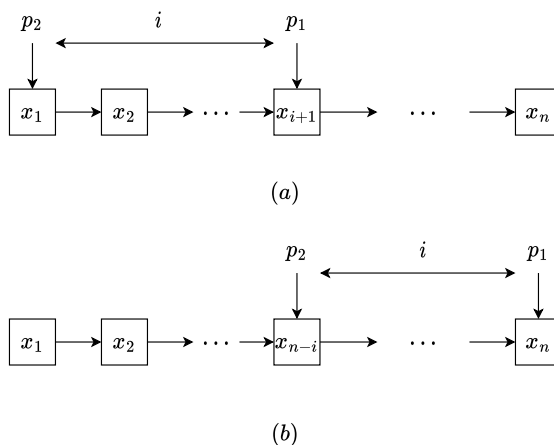 p₂ i p₁
x₁ x₂ ⋯ xᵢ₊₁ ⋯ xₙ
(a)
p₂ i p₁
x₁ x₂ ⋯ xₙ₋ᵢ ⋯ xₙ
(b)